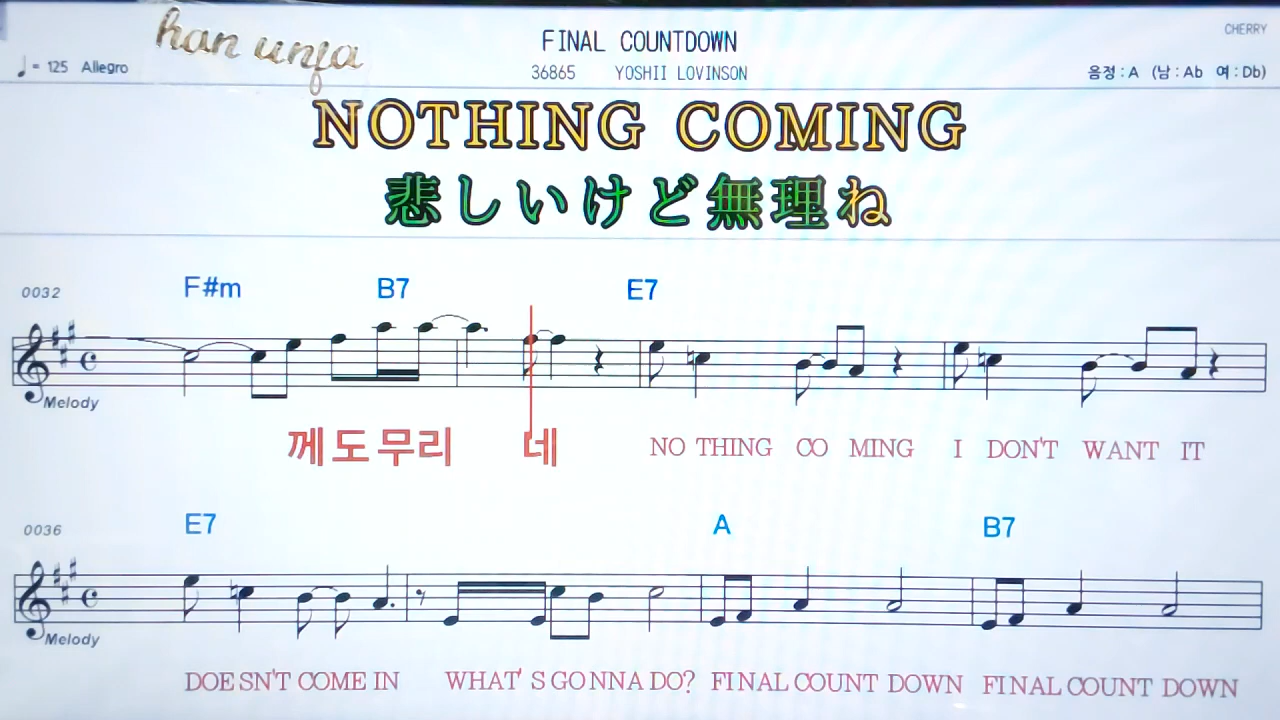 han unja
FINAL COUNTDOWN
CHERRY
♩= 125 Allegro
36865 YOSHII LOVINSON
음정 : A (남 : Ab 여 : Db)
NOTHING COMING
悲しいけど無理ね
0032 F#m B7 E7
Melody
께도무리 네 NO THING CO MING I DON'T WANT IT
0036 E7 A B7
Melody
DOE SN'T COME IN WHAT' S GO NNA DO? FI NAL COUNT DOWN FI NAL COUNT DOWN